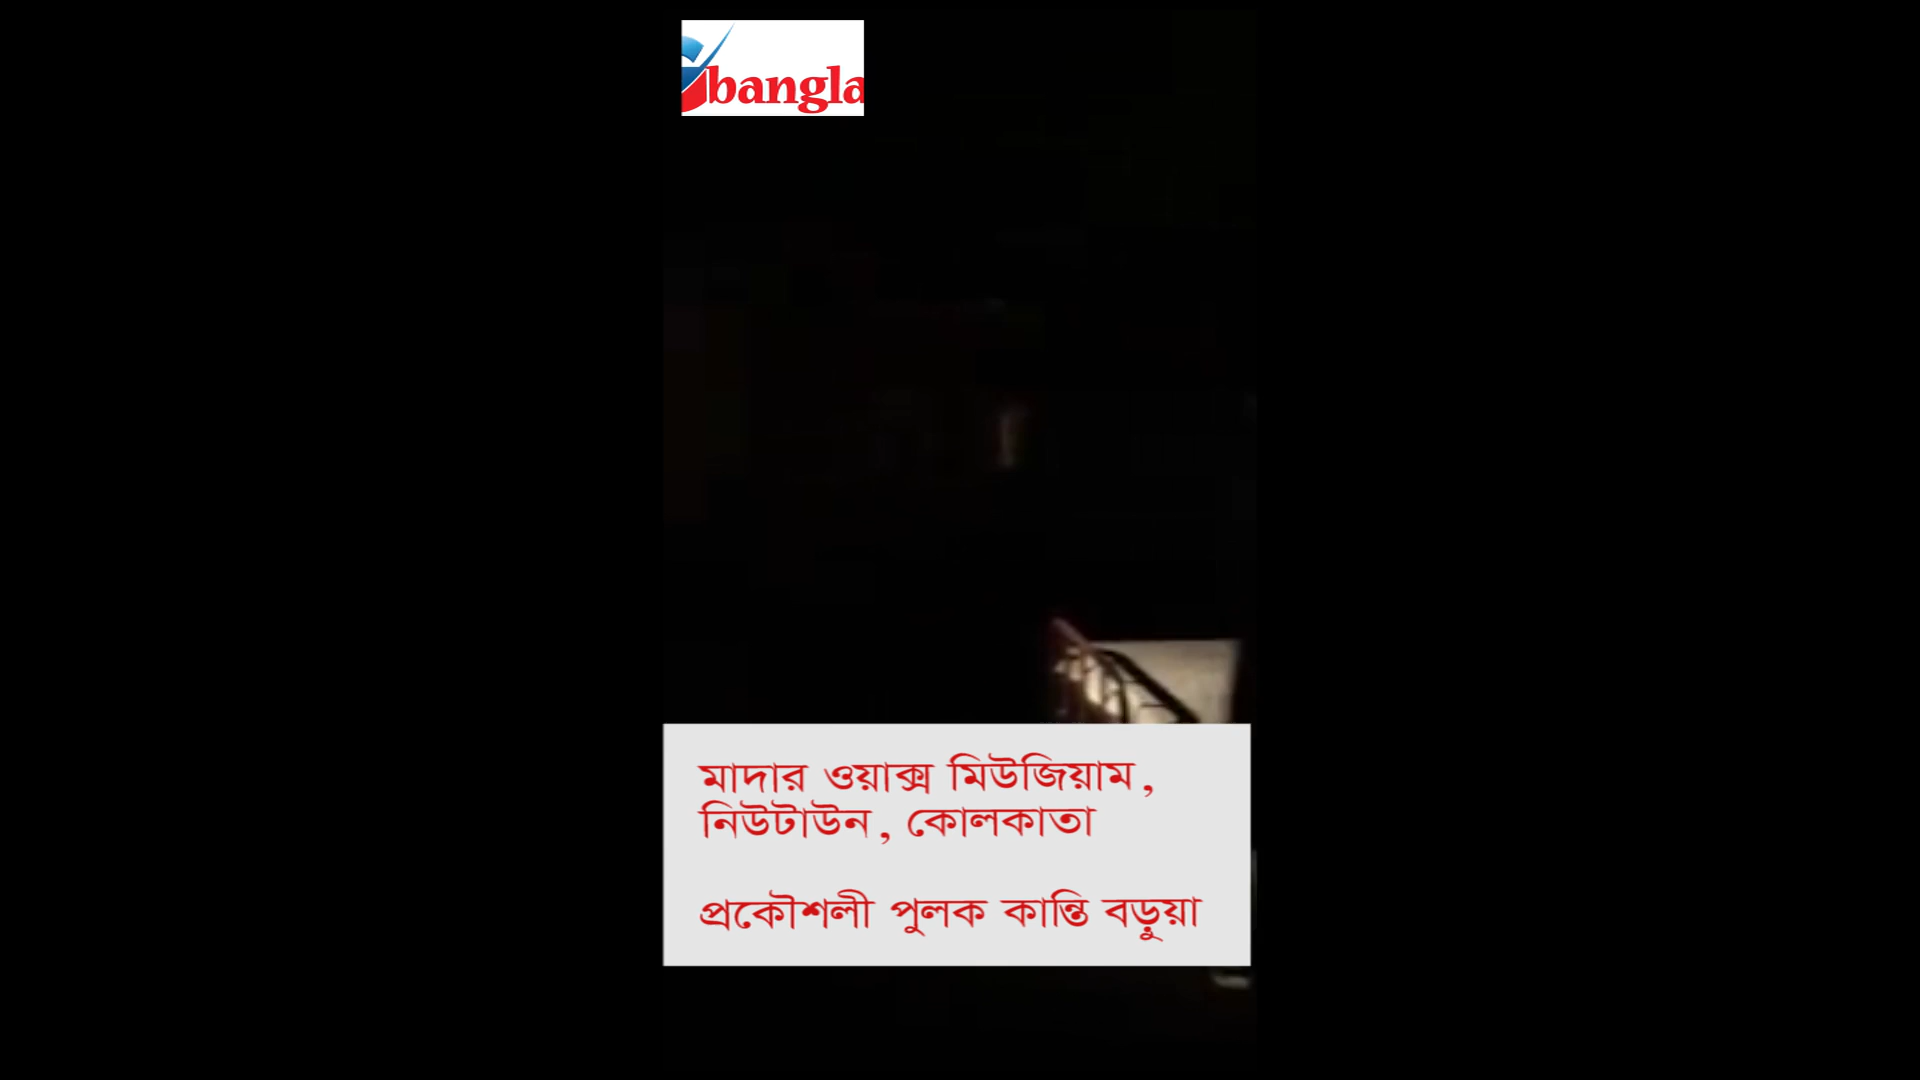 bangla
মাদার ওয়াক্স মিউজিয়াম,
নিউটাউন, কোলকাতা
প্রকৌশলী পুলক কান্তি বড়ুয়া